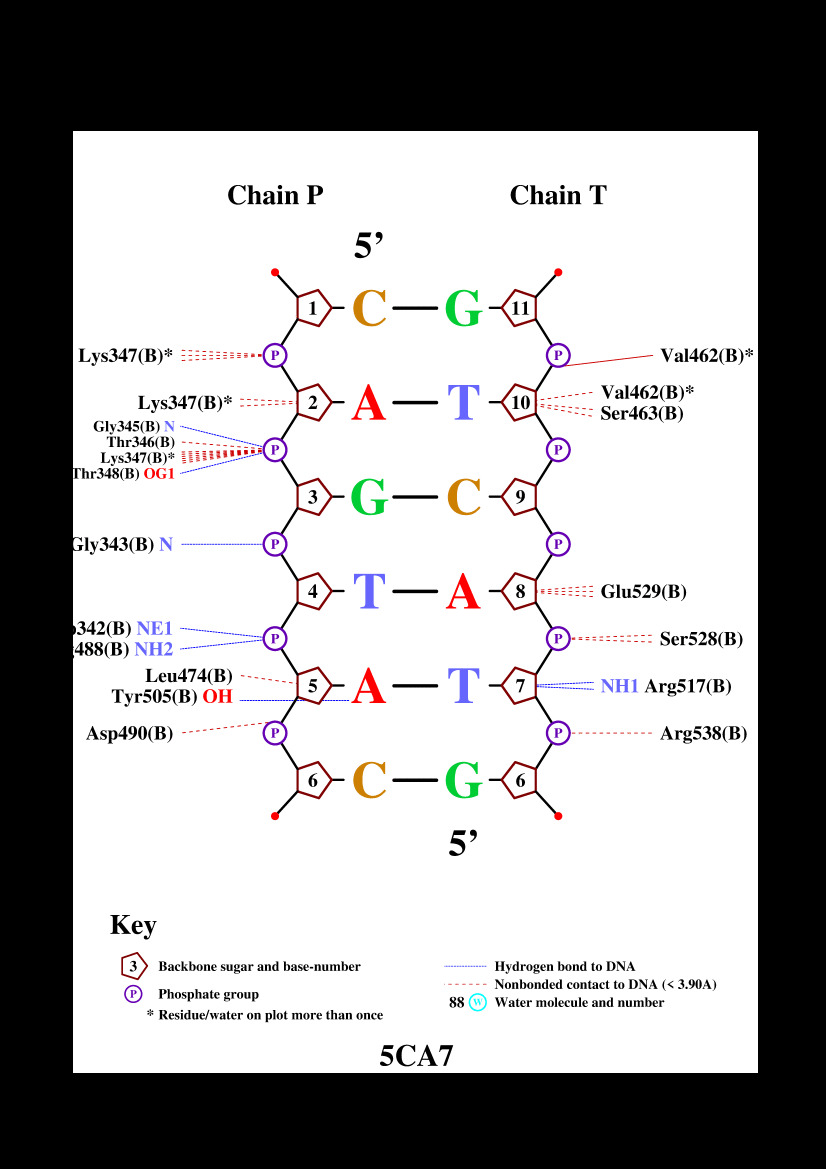 Chain P Chain T
5’
1 C G 11
Lys347(B)* P P Val462(B)*
Val462(B)*
Lys347(B)* 2 A T 10
Ser463(B)
Gly345(B) N
Thr346(B)
P P
Lys347(B)*
Thr348(B) OG1
3 G C 9
Gly343(B) N P P
4 T A 8 Glu529(B)
342(B) NE1
P P Ser528(B)
488(B) NH2
Leu474(B)
5 A T 7 NH1 Arg517(B)
Tyr505(B) OH
Asp490(B) P P Arg538(B)
6 C G 6
5’
Key
3 Backbone sugar and base-number
P Phosphate group
* Residue/water on plot more than once
Hydrogen bond to DNA
Nonbonded contact to DNA (< 3.90A)
88 W Water molecule and number
5CA7